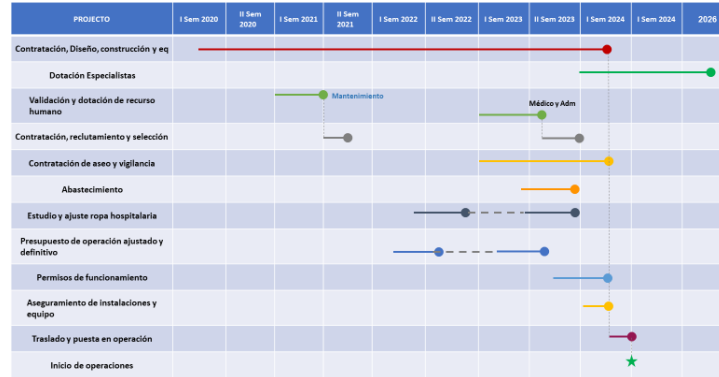 PROJECTO
I Sem 2020
II Sem
2020
I Sem 2021
II Sem
2021
I Sem 2022
II Sem 2022
I Sem 2023
II Sem 2023
I Sem 2024
I Sem 2024
2026
Contratación, Diseño, construcción y eq
Dotación Especialistas
Validación y dotación de recurso
humano
Mantanimiento
Médico y Adm
Contratación, reclutamiento y selección
Contratación de aseo y vigilancia
Abastecimiento
Estudio y ajuste ropa hospitalaria
Presupuesto de operación ajustado y
definitivo
Permisos de funcionamiento
Aseguramiento de instalaciones y
equipo
Traslado y puesta en operación
Inicio de operaciones